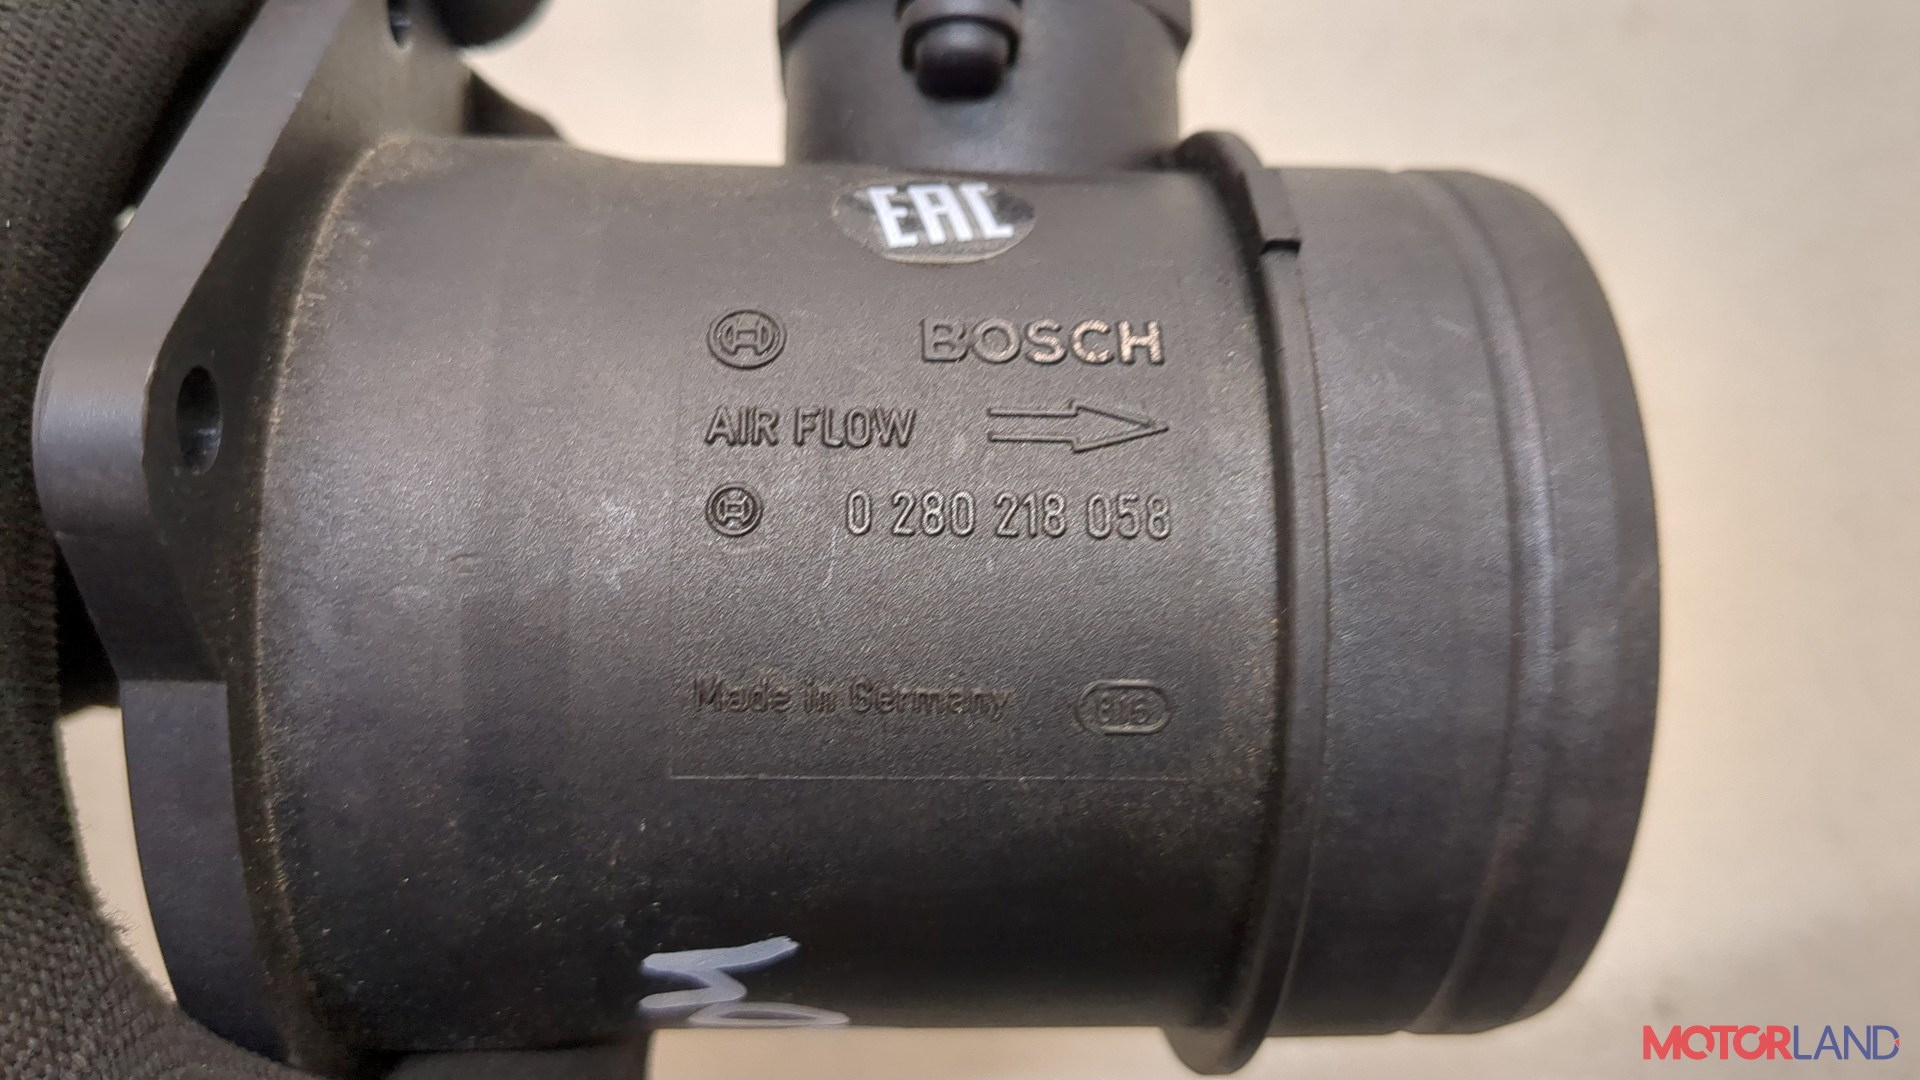 EAC
BOSCH
AIR FLOW
0 280 218 058
Made in Germany
MOTORLAND